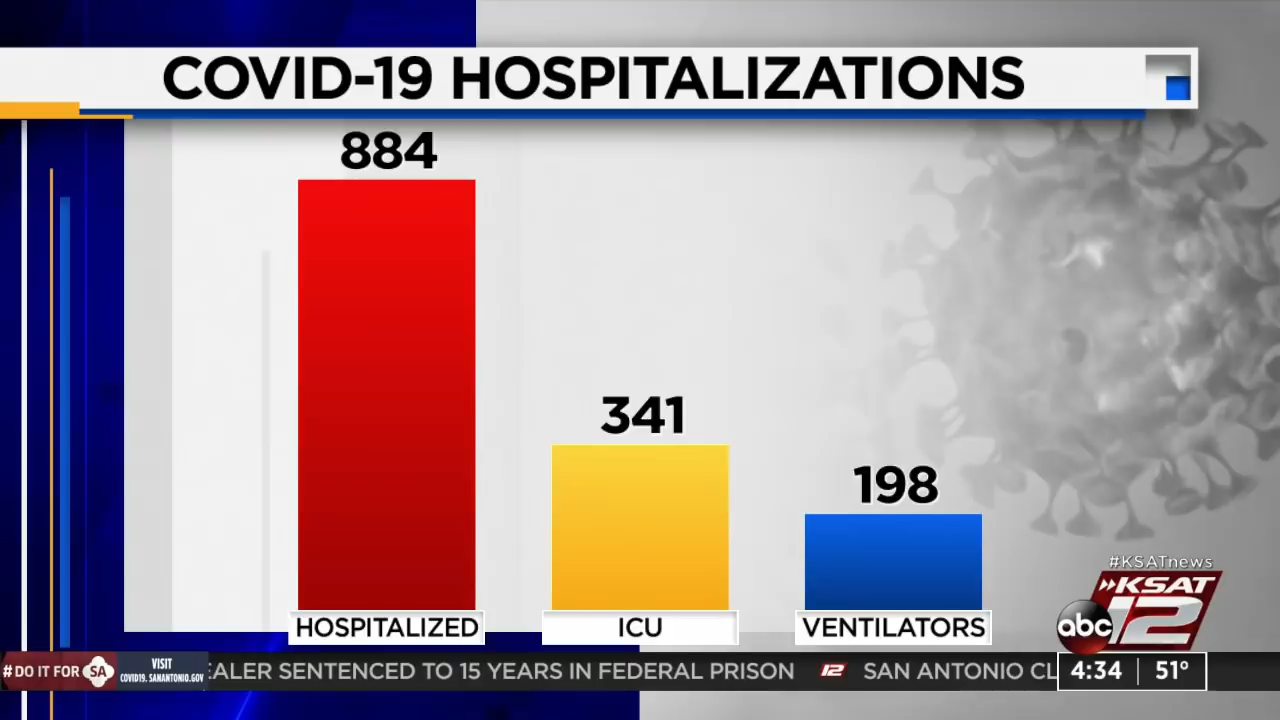 COVID-19 HOSPITALIZATIONS
884
341
198
HOSPITALIZED
ICU
VENTILATORS
#KSATnews
KSAT
abc
12
#DO IT FOR SA
VISIT
COVID19.SANANTONIO.GOV
EALER SENTENCED TO 15 YEARS IN FEDERAL PRISON 12 SAN ANTONIO CL
4:34 51°